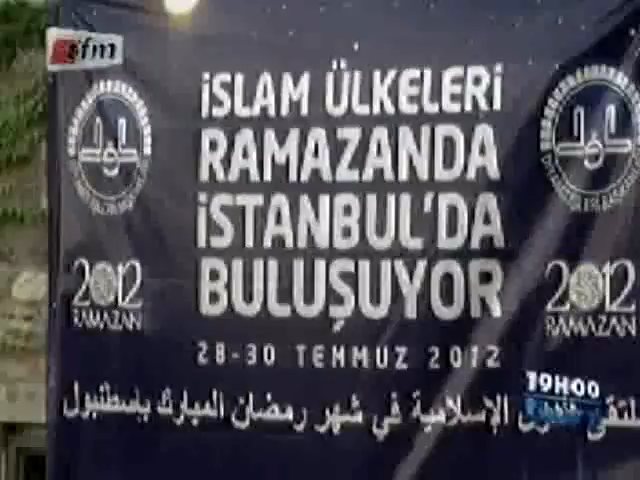 tfm
İSLAM ÜLKELERİ
RAMAZANDA
İSTANBUL'DA
BULUŞUYOR
2012
RAMAZAN
2012
RAMAZAN
28-30 TEMMUZ 2012
19H00
الإسلامية في شهر رمضان المبارك بإسطنبول